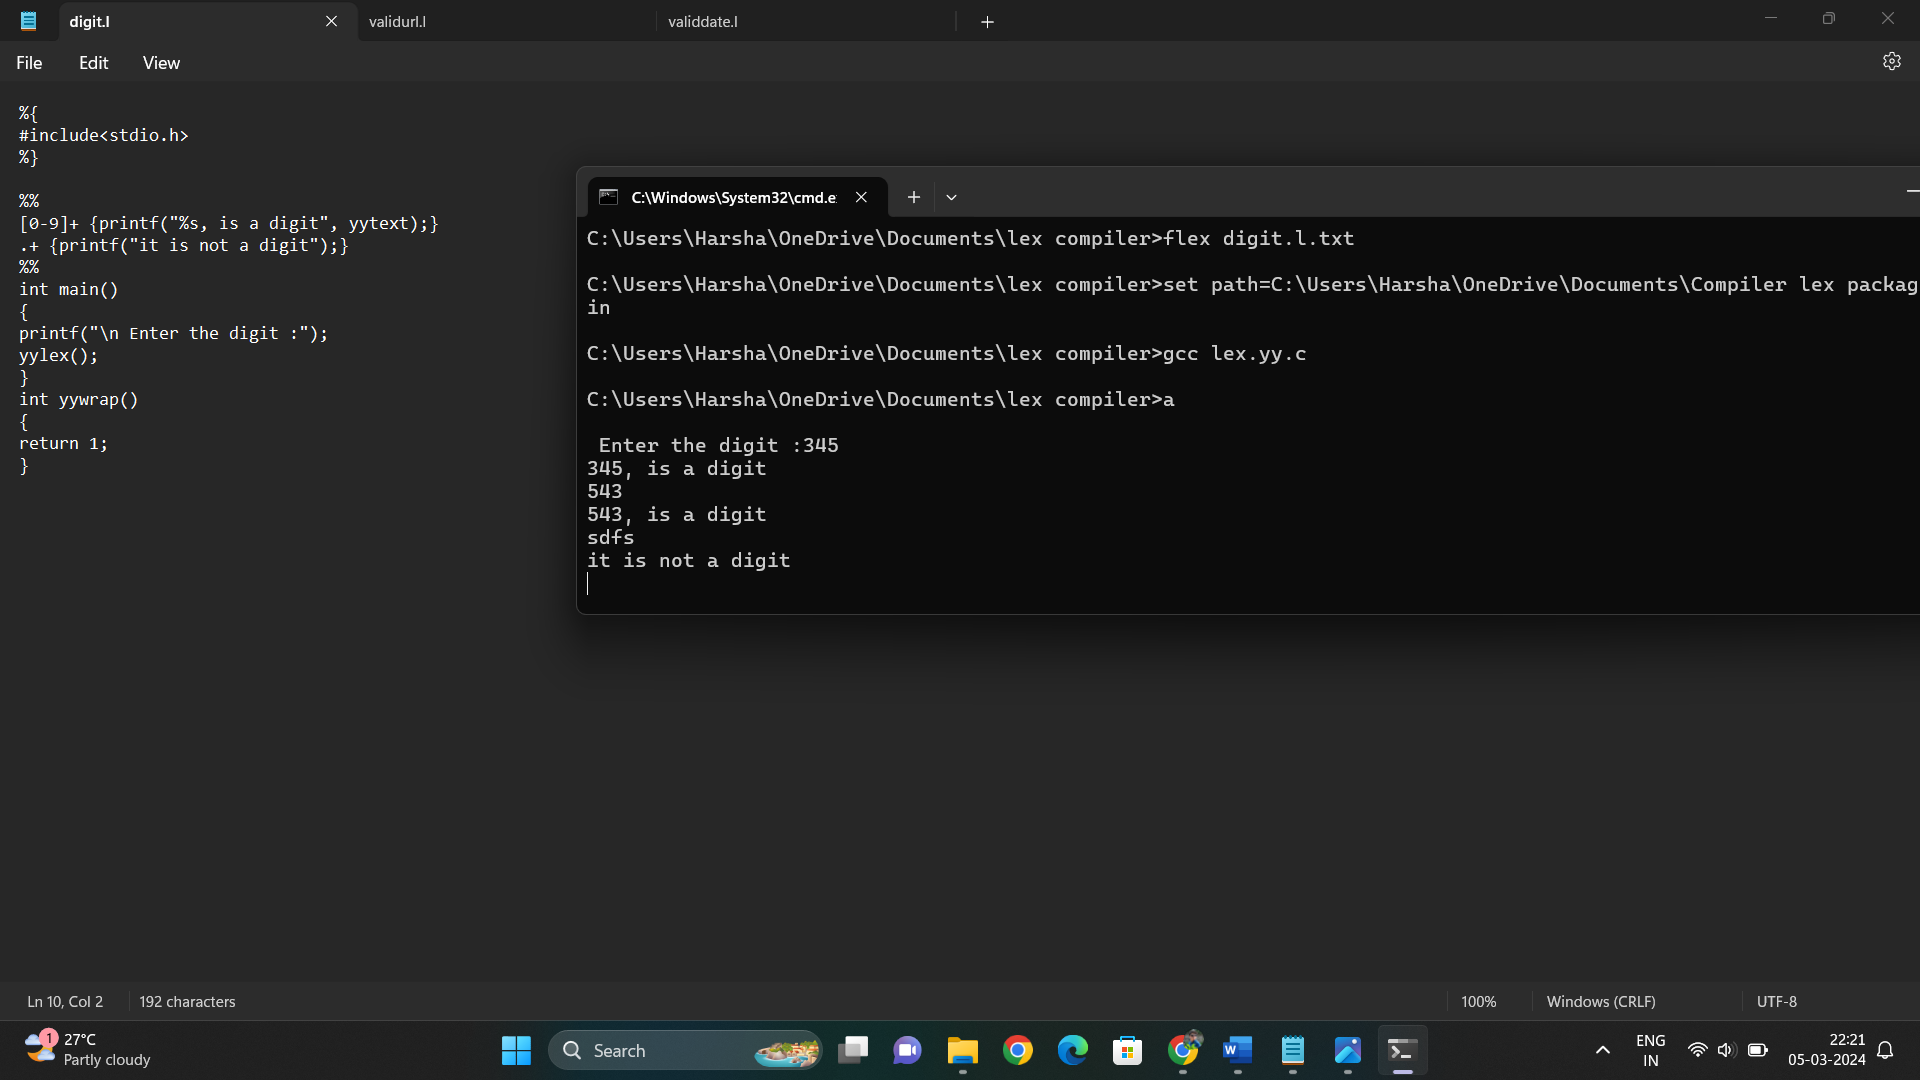 digit.l
validurl.l
validdate.l
File
Edit
View
%{
#include<stdio.h>
%}
%%
[0-9]+ {printf("%s, is a digit", yytext);}
.+ {printf("it is not a digit");}
%%
int main()
{
printf("\n Enter the digit :");
yylex();
}
int yywrap()
{
return 1;
}
C:\Windows\System32\cmd.e
C:\Users\Harsha\OneDrive\Documents\lex compiler>flex digit.l.txt
C:\Users\Harsha\OneDrive\Documents\lex compiler>set path=C:\Users\Harsha\OneDrive\Documents\Compiler lex packag
in
C:\Users\Harsha\OneDrive\Documents\lex compiler>gcc lex.yy.c
C:\Users\Harsha\OneDrive\Documents\lex compiler>a
Enter the digit :345
345, is a digit
543
543, is a digit
sdfs
it is not a digit
Ln 10, Col 2
192 characters
100%
Windows (CRLF)
UTF-8
1
27°C
Partly cloudy
Search
W
ENG
IN
22:21
05-03-2024